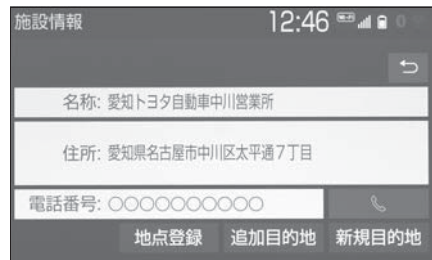 施設情報 12:46 Wi-Fi 0
名称: 愛知トヨタ自動車中川営業所
住所: 愛知県名古屋市中川区太平通7丁目
電話番号: ○○○○○○○○○○
地点登録 追加目的地 新規目的地